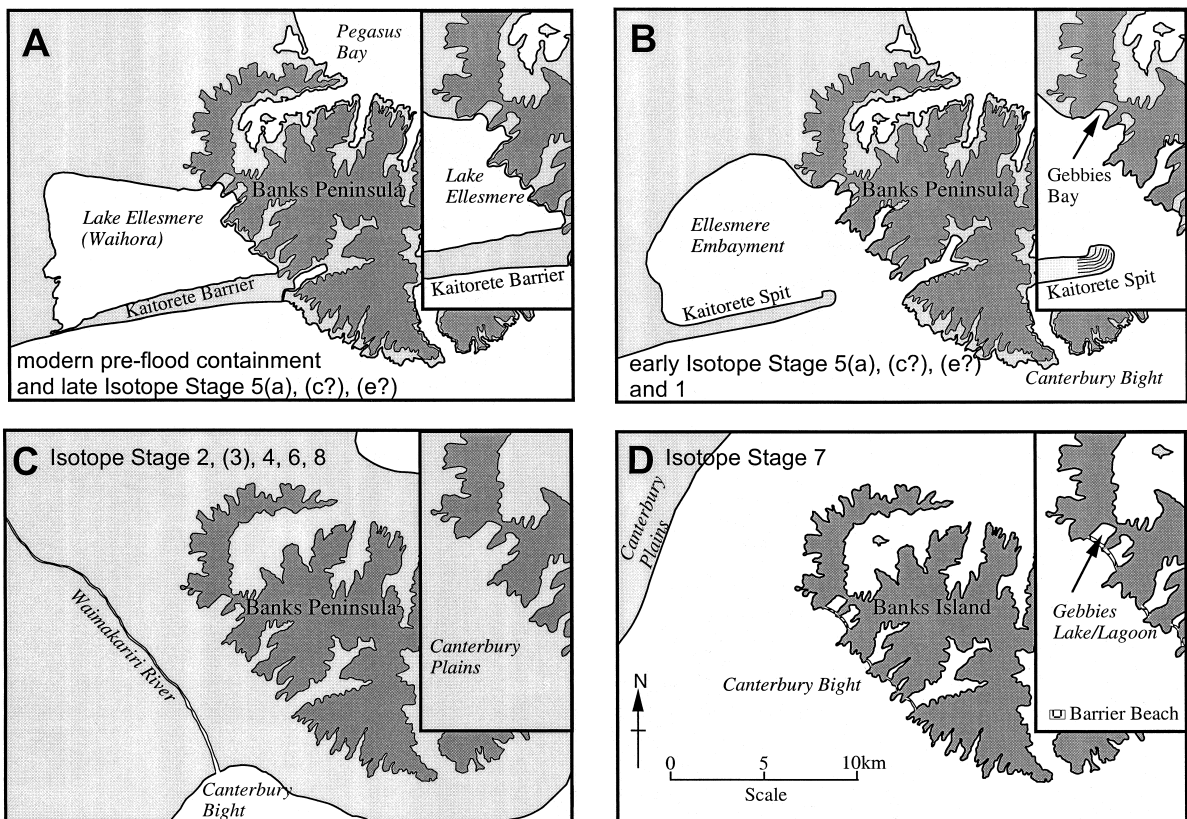 A
Pegasus
Bay
Banks Peninsula
Lake Ellesmere
(Waihora)
Kaitorete Barrier
Lake
Ellesmere
Kaitorete Barrier
modern pre-flood containment
and late Isotope Stage 5(a), (c?), (e?)
B
Banks Peninsula
Ellesmere
Embayment
Kaitorete Spit
Gebbies
Bay
Kaitorete Spit
early Isotope Stage 5(a), (c?), (e?)
and 1
Canterbury Bight
C Isotope Stage 2, (3), 4, 6, 8
Banks Peninsula
Waimakariri River
Canterbury
Plains
Canterbury
Bight
D Isotope Stage 7
Canterbury
Plains
Banks Island
Gebbies
Lake/Lagoon
Canterbury Bight
N
Barrier Beach
0 5 10km
Scale